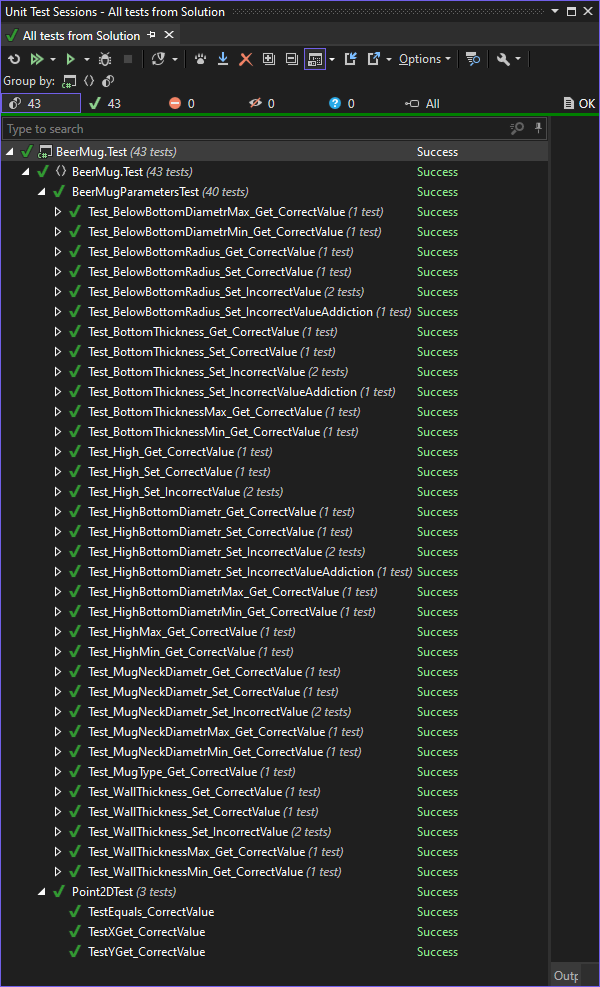 Unit Test Sessions - All tests from Solution
All tests from Solution
Options
Group by:
43 43 0 0 0 All OK
Type to search
BeerMug.Test (43 tests) Success
BeerMug.Test (43 tests) Success
BeerMugParametersTest (40 tests) Success
Test_BelowBottomDiametrMax_Get_CorrectValue (1 test) Success
Test_BelowBottomDiametrMin_Get_CorrectValue (1 test) Success
Test_BelowBottomRadius_Get_CorrectValue (1 test) Success
Test_BelowBottomRadius_Set_CorrectValue (1 test) Success
Test_BelowBottomRadius_Set_IncorrectValue (2 tests) Success
Test_BelowBottomRadius_Set_IncorrectValueAddiction (1 test) Success
Test_BottomThickness_Get_CorrectValue (1 test) Success
Test_BottomThickness_Set_CorrectValue (1 test) Success
Test_BottomThickness_Set_IncorrectValue (2 tests) Success
Test_BottomThickness_Set_IncorrectValueAddiction (1 test) Success
Test_BottomThicknessMax_Get_CorrectValue (1 test) Success
Test_BottomThicknessMin_Get_CorrectValue (1 test) Success
Test_High_Get_CorrectValue (1 test) Success
Test_High_Set_CorrectValue (1 test) Success
Test_High_Set_IncorrectValue (2 tests) Success
Test_HighBottomDiametr_Get_CorrectValue (1 test) Success
Test_HighBottomDiametr_Set_CorrectValue (1 test) Success
Test_HighBottomDiametr_Set_IncorrectValue (2 tests) Success
Test_HighBottomDiametr_Set_IncorrectValueAddiction (1 test) Success
Test_HighBottomDiametrMax_Get_CorrectValue (1 test) Success
Test_HighBottomDiametrMin_Get_CorrectValue (1 test) Success
Test_HighMax_Get_CorrectValue (1 test) Success
Test_HighMin_Get_CorrectValue (1 test) Success
Test_MugNeckDiametr_Get_CorrectValue (1 test) Success
Test_MugNeckDiametr_Set_CorrectValue (1 test) Success
Test_MugNeckDiametr_Set_IncorrectValue (2 tests) Success
Test_MugNeckDiametrMax_Get_CorrectValue (1 test) Success
Test_MugNeckDiametrMin_Get_CorrectValue (1 test) Success
Test_MugType_Get_CorrectValue (1 test) Success
Test_WallThickness_Get_CorrectValue (1 test) Success
Test_WallThickness_Set_CorrectValue (1 test) Success
Test_WallThickness_Set_IncorrectValue (2 tests) Success
Test_WallThicknessMax_Get_CorrectValue (1 test) Success
Test_WallThicknessMin_Get_CorrectValue (1 test) Success
Point2DTest (3 tests) Success
TestEquals_CorrectValue Success
TestXGet_CorrectValue Success
TestYGet_CorrectValue Success
Outp